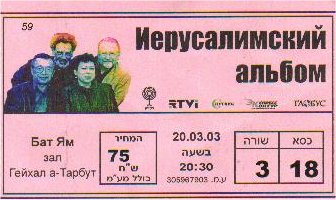 59
Иерусалимский
альбом
RTVi
ГЛОБУС
Бат Ям
зал
Гейхал а-Тарбут
המחיר
75
ש"ח
כולל מע"מ
20.03.03
בשעה
20:30
ע.מ. 305967903
שורה
3
כסא
18